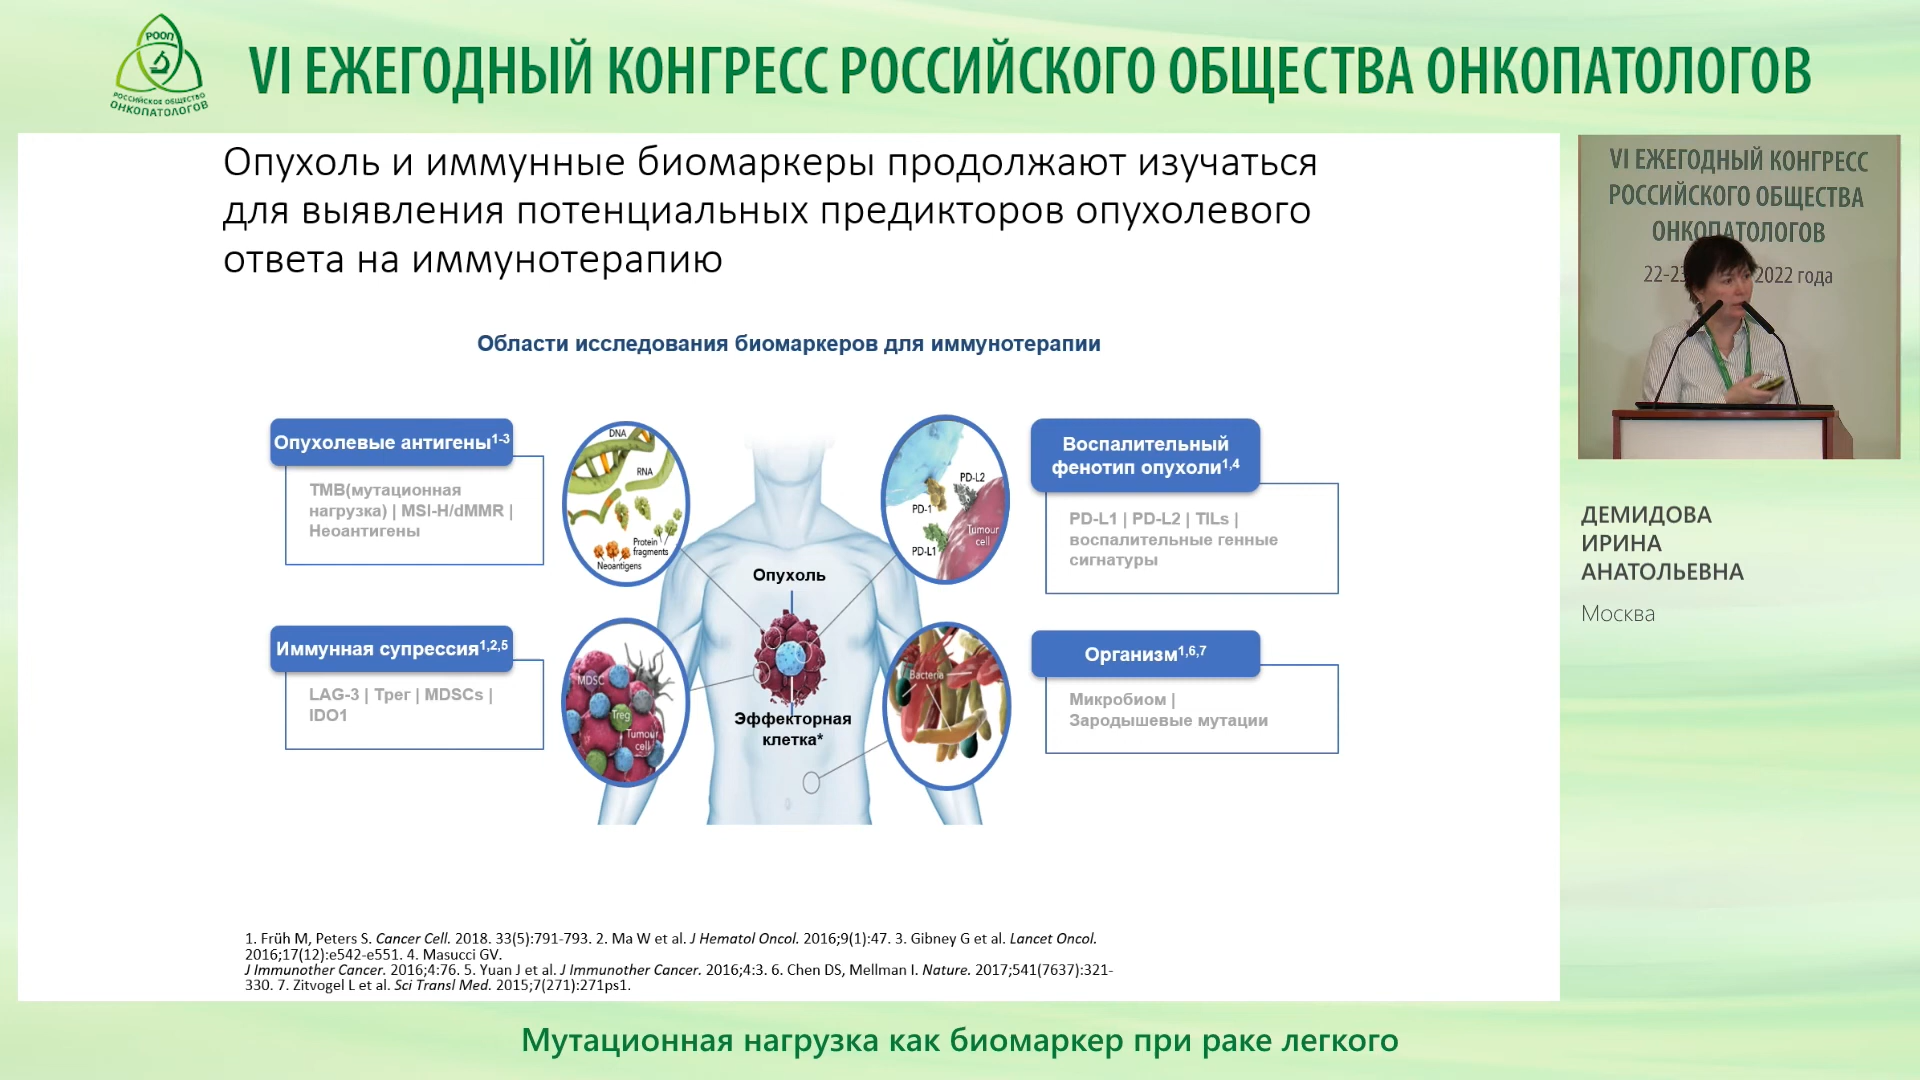 РООП
РОССИЙСКОЕ ОБЩЕСТВО
ОНКОПАТОЛОГОВ
VI ЕЖЕГОДНЫЙ КОНГРЕСС РОССИЙСКОГО ОБЩЕСТВА ОНКОПАТОЛОГОВ
Опухоль и иммунные биомаркеры продолжают изучаться
для выявления потенциальных предикторов опухолевого
ответа на иммунотерапию
Области исследования биомаркеров для иммунотерапии
Опухолевые антигены1-3
TMB(мутационная
нагрузка) | MSI-H/dMMR |
Неоантигены
DNA
RNA
Protein
fragments
Neoantigens
PD-L2
PD-1
Tumour
cell
PD-L1
Воспалительный
фенотип опухоли1,4
PD-L1 | PD-L2 | TILs |
воспалительные генные
сигнатуры
Опухоль
Эффекторная
клетка*
Иммунная супрессия1,2,5
LAG-3 | Трег | MDSCs |
IDO1
MDSC
Treg
Tumour
cell
Bacteria
Организм1,6,7
Микробиом |
Зародышевые мутации
1. Früh M, Peters S. Cancer Cell. 2018. 33(5):791-793. 2. Ma W et al. J Hematol Oncol. 2016;9(1):47. 3. Gibney G et al. Lancet Oncol.
2016;17(12):e542-e551. 4. Masucci GV.
J Immunother Cancer. 2016;4:76. 5. Yuan J et al. J Immunother Cancer. 2016;4:3. 6. Chen DS, Mellman I. Nature. 2017;541(7637):321-
330. 7. Zitvogel L et al. Sci Transl Med. 2015;7(271):271ps1.
VI ЕЖЕГОДНЫЙ КОНГРЕСС
РОССИЙСКОГО ОБЩЕСТВА
ОНКОПАТОЛОГОВ
22-23 2022 года
ДЕМИДОВА
ИРИНА
АНАТОЛЬЕВНА
Москва
Мутационная нагрузка как биомаркер при раке легкого